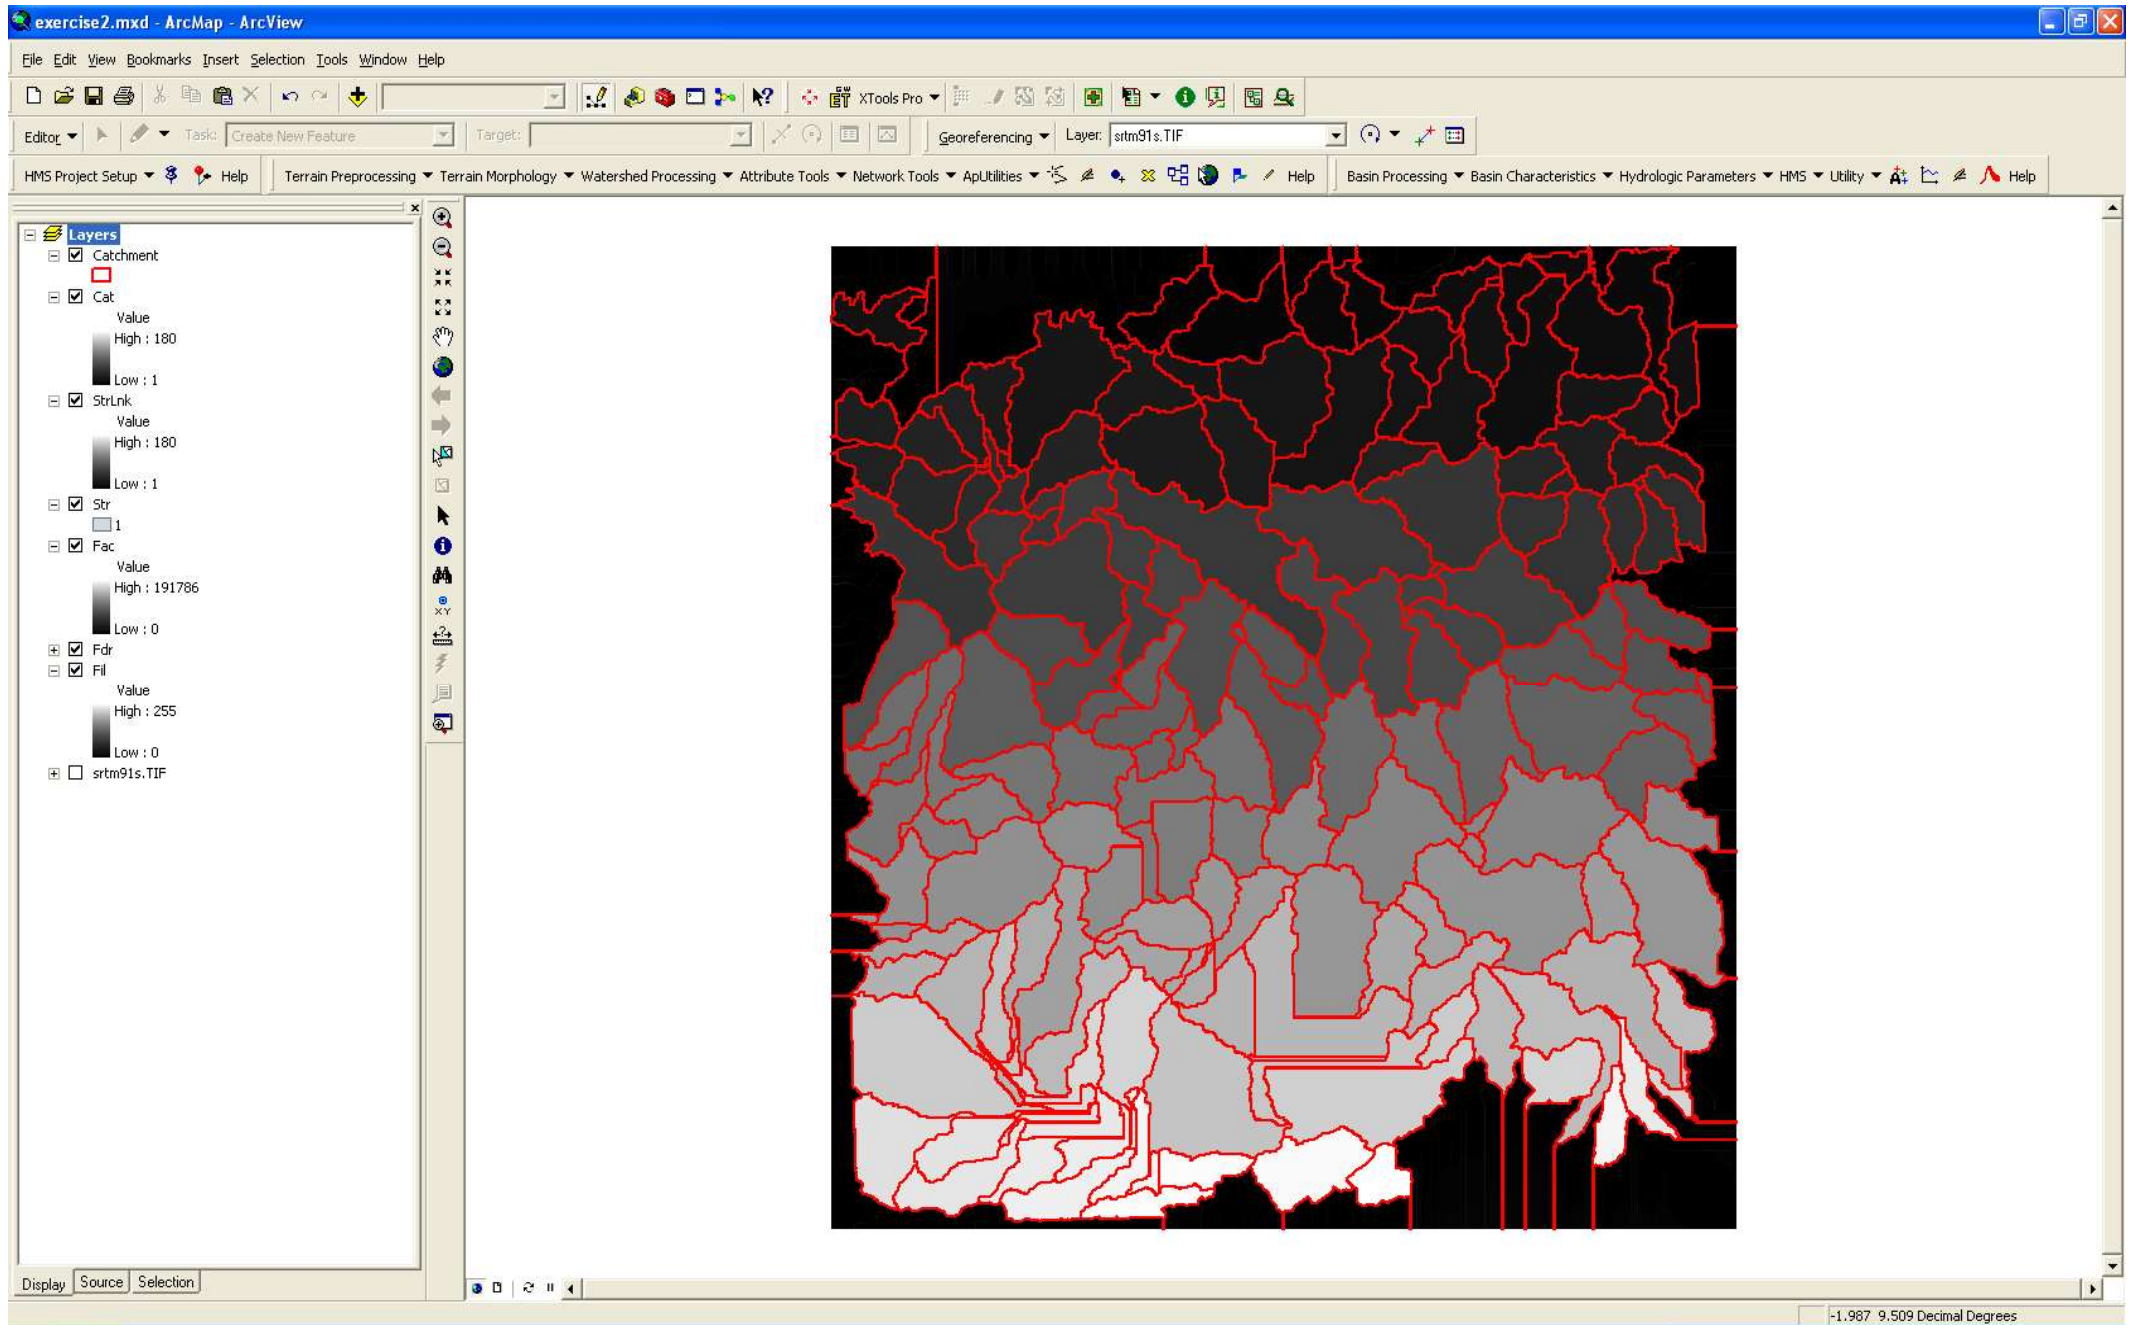 exercise2.mxd - ArcMap - ArcView
File Edit View Bookmarks Insert Selection Tools Window Help
XTools Pro
Editor Task: Create New Feature Target: Georeferencing Layer: srtm91s.TIF
HMS Project Setup Help Terrain Preprocessing Terrain Morphology Watershed Processing Attribute Tools Network Tools ApUtilities Help Basin Processing Basin Characteristics Hydrologic Parameters HMS Utility Help
Layers
Catchment
Cat
Value
High : 180
Low : 1
StrLnk
Value
High : 180
Low : 1
Str
1
Fac
Value
High : 191786
Low : 0
Fdr
Fil
Value
High : 255
Low : 0
srtm91s.TIF
Display Source Selection
-1.987 9.509 Decimal Degrees